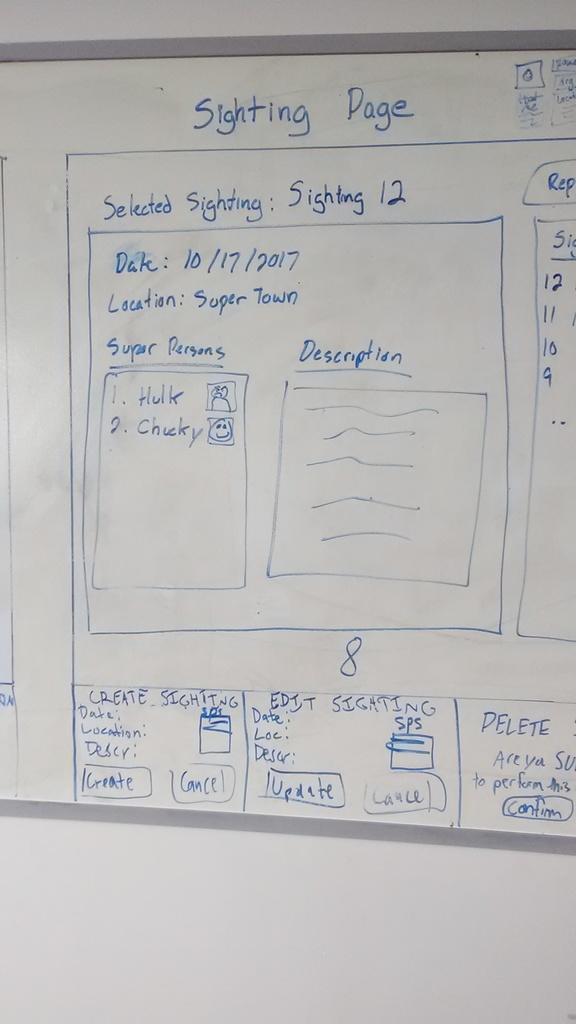 Sighting Page
Selected Sighting: Sighting 12
Date: 10/17/2017
Location: Super Town
Super Persons
1. Hulk
2. Chucky
Description
Rep
Sig
12
11
10
9
..
8
CREATE SIGHTING
Date:
SPS
Location:
Descr:
Create
Cancel
EDIT SIGHTING
Date:
SPS
Loc:
Descr:
Update
Cancel
DELETE
Are you SU
to perform this
Confirm
ON